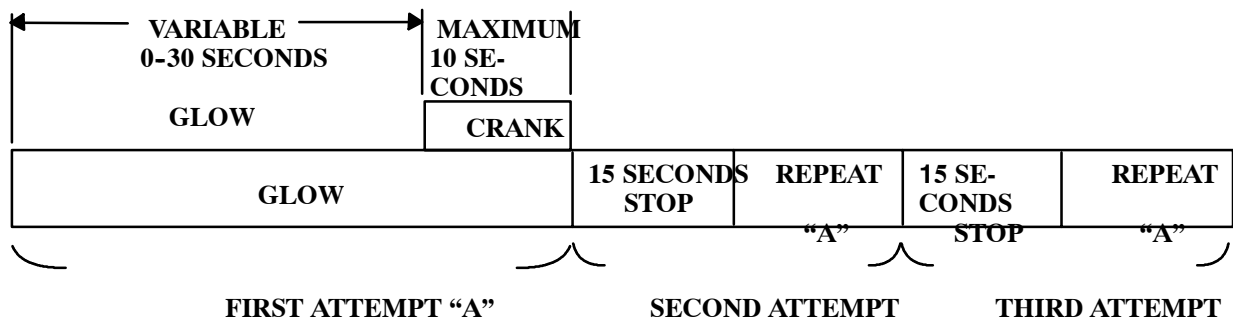 VARIABLE
0-30 SECONDS
MAXIMUM
10 SE-
CONDS
GLOW
CRANK
GLOW
15 SECONDS
STOP
REPEAT
“A”
15 SE-
CONDS
STOP
REPEAT
“A”
FIRST ATTEMPT “A”
SECOND ATTEMPT
THIRD ATTEMPT